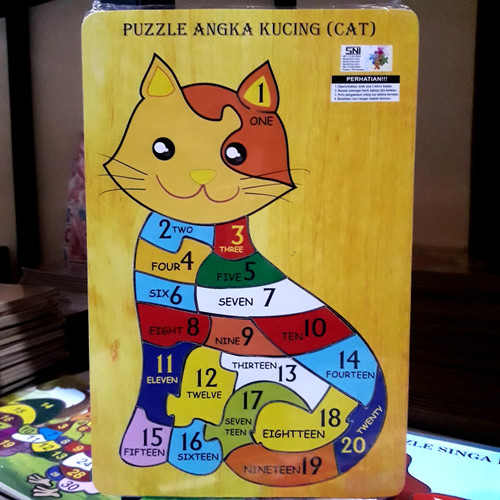 PUZZLE ANGKA KUCING (CAT)
SNI
PERHATIAN!!!
1
ONE
2 TWO
3
THREE
FOUR 4
FIVE 5
SIX 6
SEVEN 7
EIGHT 8
NINE 9
TEN 10
11
ELEVEN
12
TWELVE
THIRTEEN
13
14
FOURTEEN
15
FIFTEEN
16
SIXTEEN
17
SEVEN
TEEN
18
EIGHTTEEN
NINETEEN 19
20 TWENTY
ZZLE SINGA